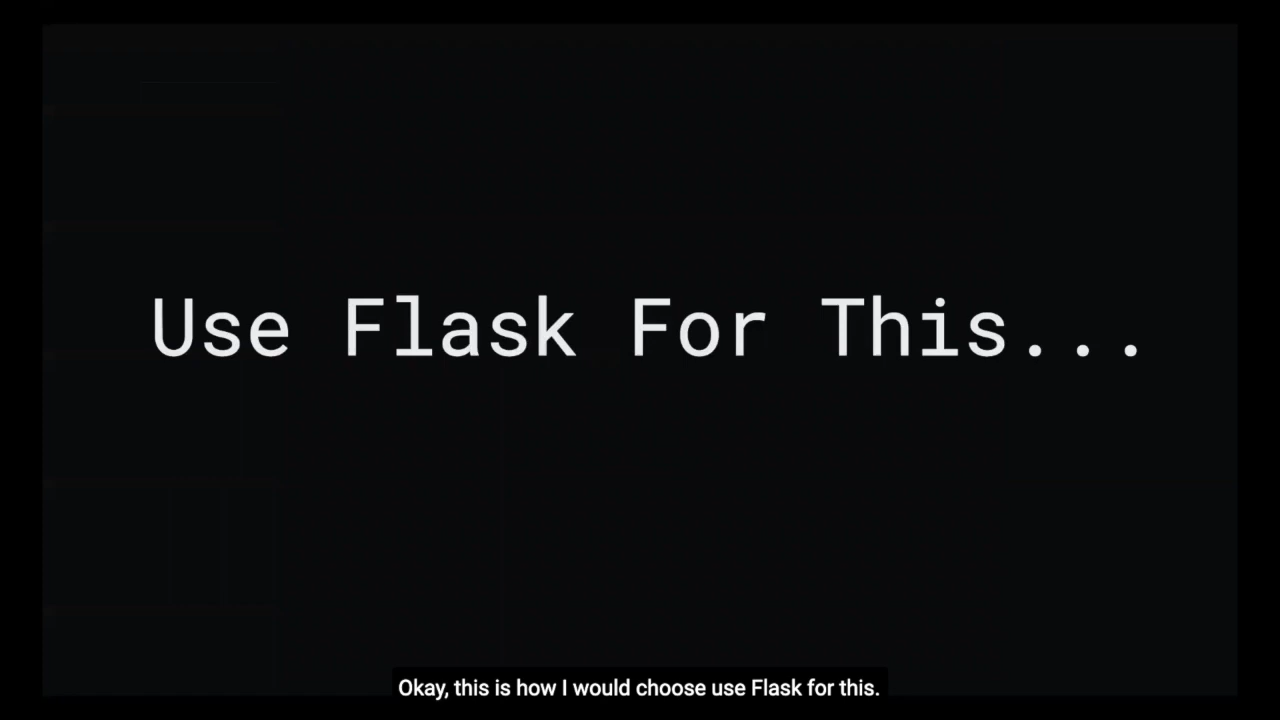 Use Flask For This...
Okay, this is how I would choose use Flask for this.